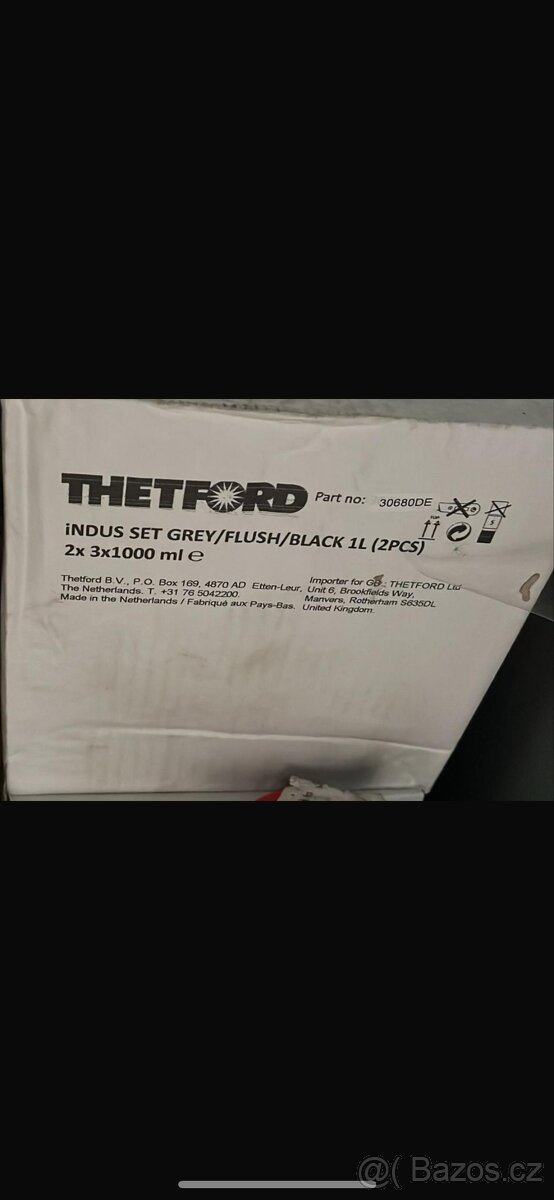 THETFORD Part no: 30680DE
TOP
5
iNDUS SET GREY/FLUSH/BLACK 1L (2PCS)
2x 3x1000 ml ℮
Thetford B.V., P.O. Box 169, 4870 AD Etten-Leur,
The Netherlands. T. +31 76 5042200.
Made in the Netherlands / Fabriqué aux Pays-Bas.
Importer for GB: THETFORD Ltd
Unit 6, Brookfields Way,
Manvers, Rotherham S635DL
United Kingdom.
@( Bazos.cz